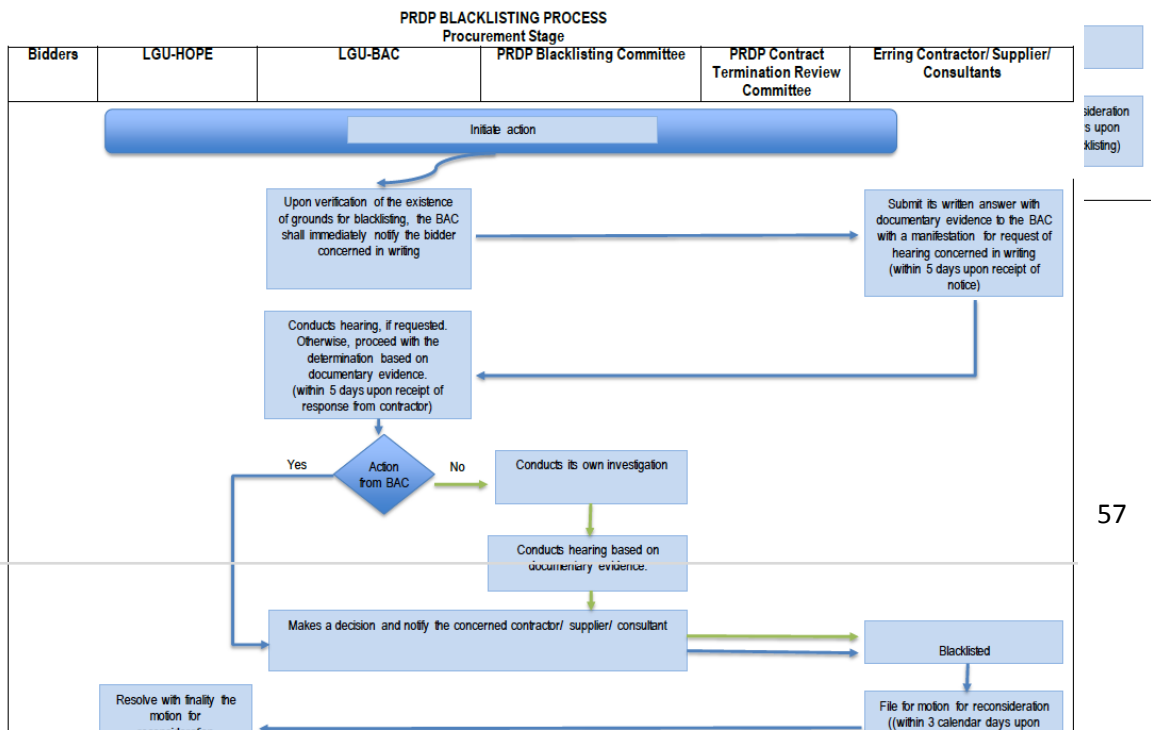 PRDP BLACKLISTING PROCESS
Procurement Stage
Bidders
LGU-HOPE
LGU-BAC
PRDP Blacklisting Committee
PRDP Contract
Termination Review
Committee
Erring Contractor/ Supplier/
Consultants
sideration
s upon
klisting)
Initiate action
Upon verification of the existence
of grounds for blacklisting, the BAC
shall immediately notify the bidder
concerned in writing
Submit its written answer with
documentary evidence to the BAC
with a manifestation for request of
hearing concerned in writing
(within 5 days upon receipt of
notice)
Conducts hearing, if requested.
Otherwise, proceed with the
determination based on
documentary evidence.
(within 5 days upon receipt of
response from contractor)
Yes
Action
from BAC
No
Conducts its own investigation
57
Conducts hearing based on
documentary evidence.
Makes a decision and notify the concerned contractor/ supplier/ consultant
Blacklisted
Resolve with finality the
motion for
File for motion for reconsideration
((within 3 calendar days upon